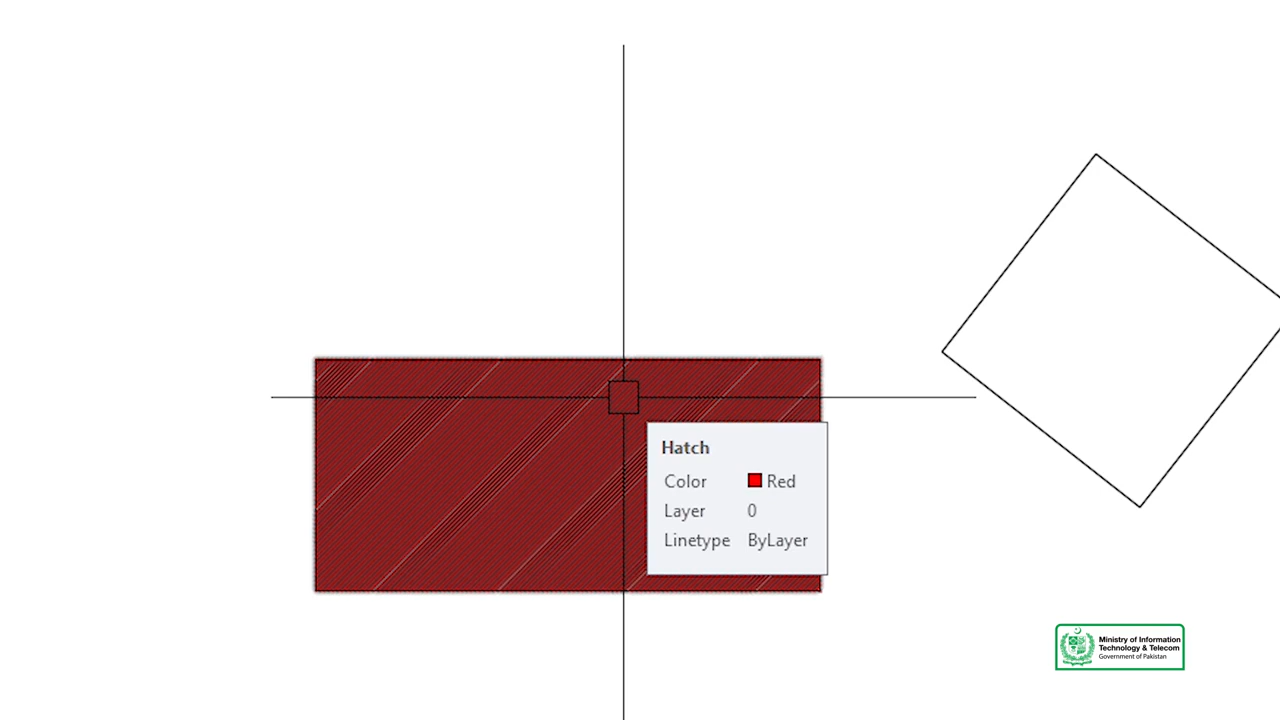 Hatch
Color Red
Layer 0
Linetype ByLayer
Ministry of Information
Technology & Telecom
Government of Pakistan